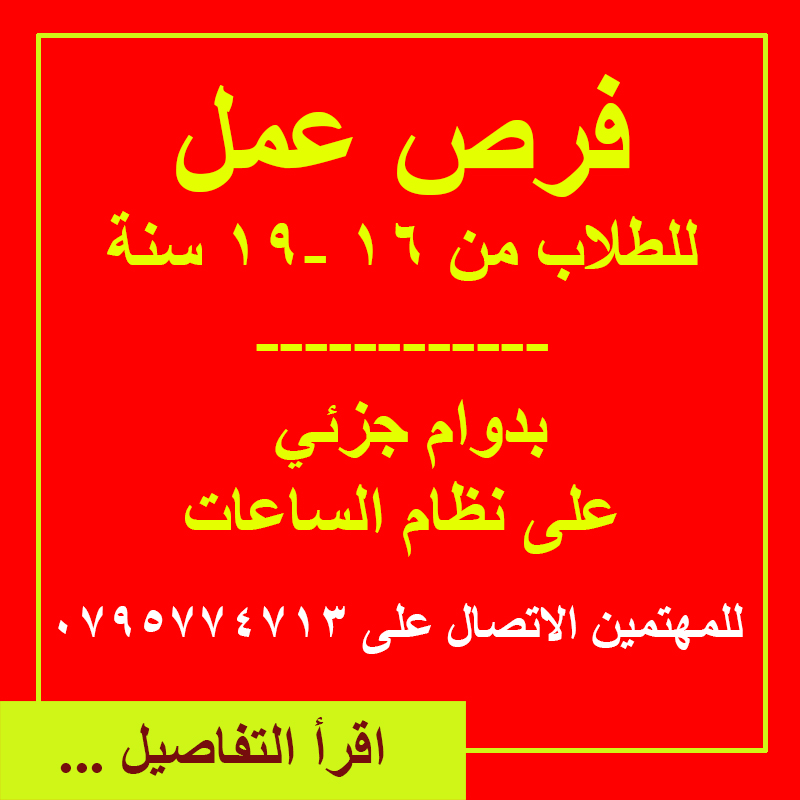 فرص عمل
للطلاب من ١٦ -١٩ سنة
------------
بدوام جزئي
على نظام الساعات
للمهتمين الاتصال على ٠٧٩٥٧٧٤٧١٣
اقرأ التفاصيل ...